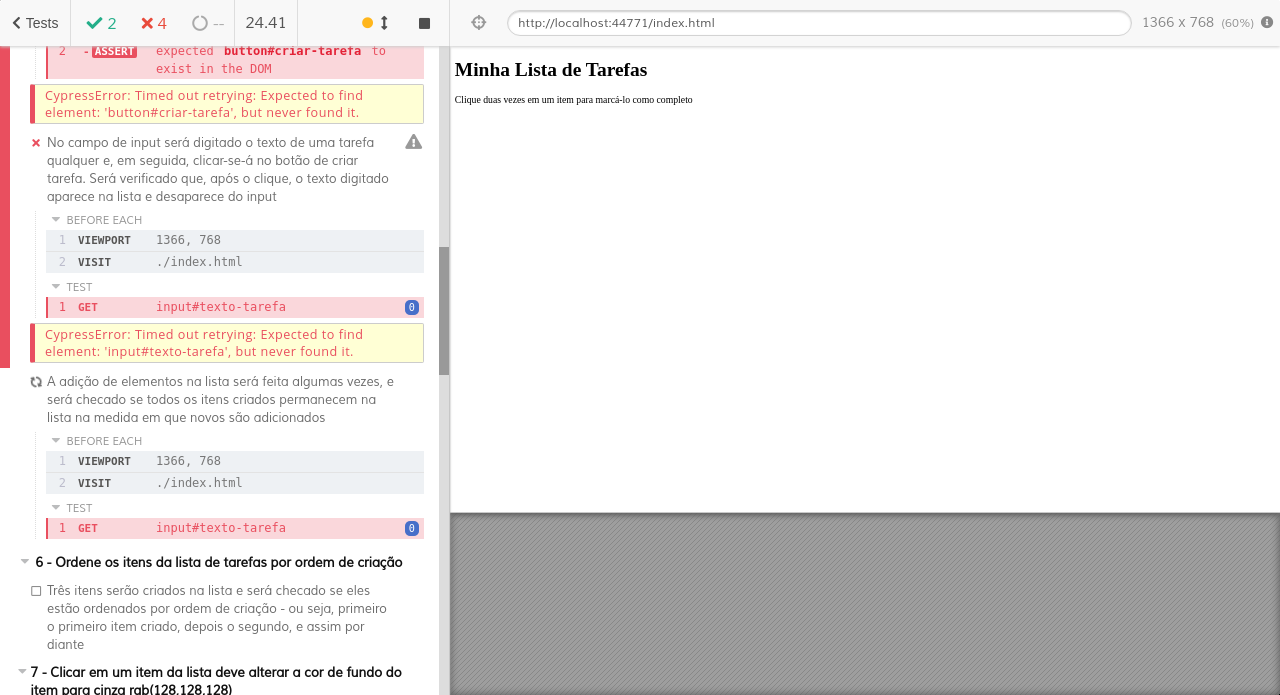 Tests 2 4 -- 24.41
http://localhost:44771/index.html 1366 x 768 (60%)
2 -ASSERT expected button#criar-tarefa to
exist in the DOM
CypressError: Timed out retrying: Expected to find
element: 'button#criar-tarefa', but never found it.
No campo de input será digitado o texto de uma tarefa
qualquer e, em seguida, clicar-se-á no botão de criar
tarefa. Será verificado que, após o clique, o texto digitado
aparece na lista e desaparece do input
BEFORE EACH
1 VIEWPORT 1366, 768
2 VISIT ./index.html
TEST
1 GET input#texto-tarefa 0
CypressError: Timed out retrying: Expected to find
element: 'input#texto-tarefa', but never found it.
A adição de elementos na lista será feita algumas vezes, e
será checado se todos os itens criados permanecem na
lista na medida em que novos são adicionados
BEFORE EACH
1 VIEWPORT 1366, 768
2 VISIT ./index.html
TEST
1 GET input#texto-tarefa 0
6 - Ordene os itens da lista de tarefas por ordem de criação
Três itens serão criados na lista e será checado se eles
estão ordenados por ordem de criação - ou seja, primeiro
o primeiro item criado, depois o segundo, e assim por
diante
7 - Clicar em um item da lista deve alterar a cor de fundo do
item para cinza rgb(128,128,128)
Minha Lista de Tarefas
Clique duas vezes em um item para marcá-lo como completo